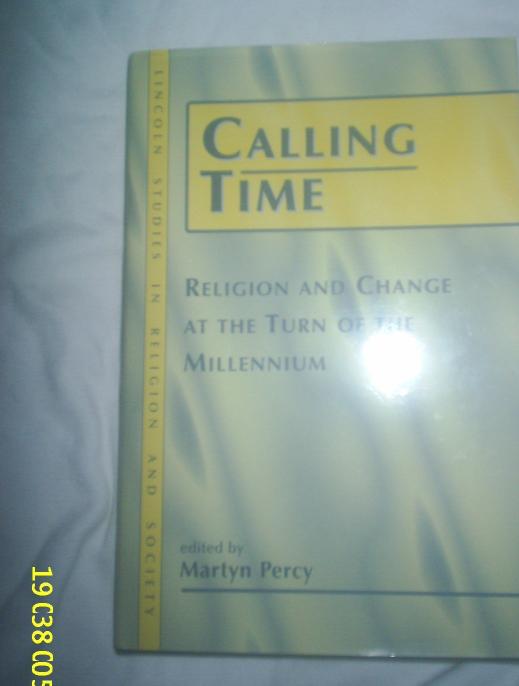 LINCOLN STUDIES IN RELIGION AND SOCIETY
CALLING
TIME
RELIGION AND CHANGE
AT THE TURN OF THE
MILLENNIUM
edited by
Martyn Percy